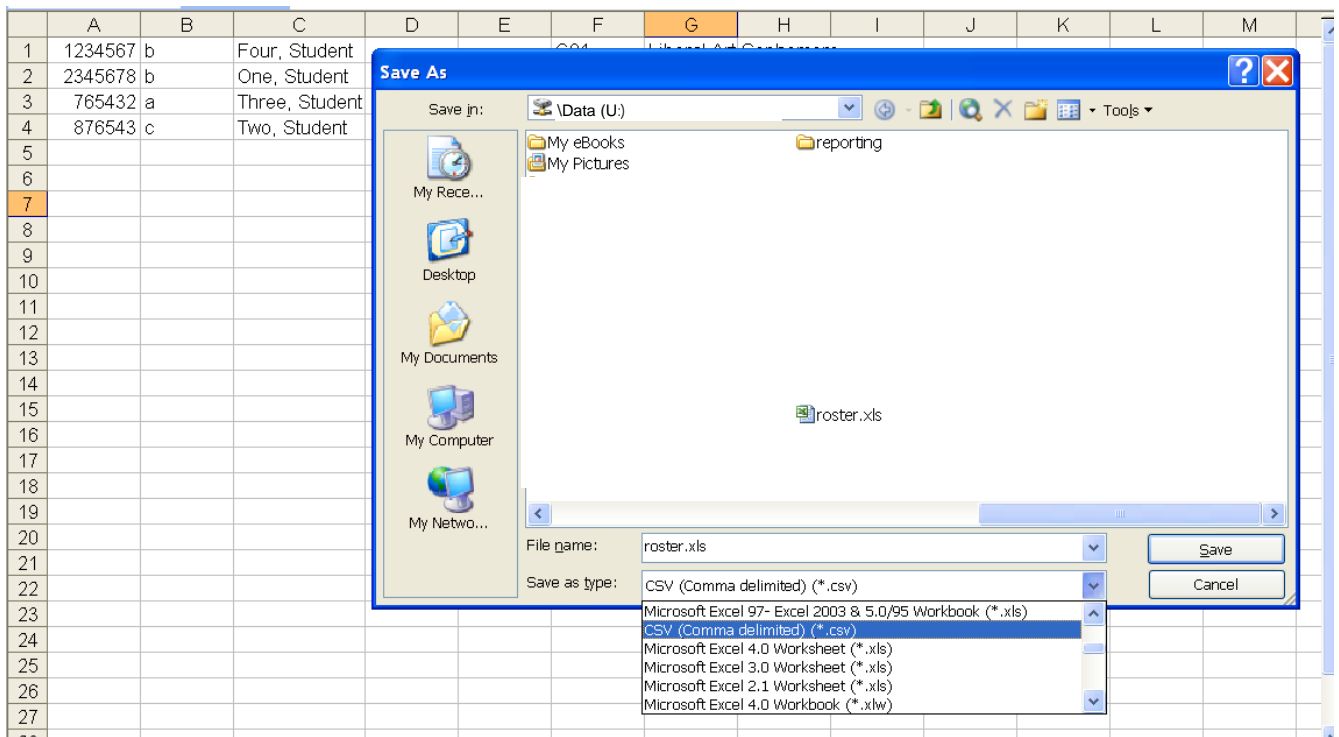 A B C D E F G H I J K L M
1 1234567 b Four, Student
2 2345678 b One, Student
3 765432 a Three, Student
4 876543 c Two, Student
5
6
7
8
9
10
11
12
13
14
15
16
17
18
19
20
21
22
23
24
25
26
27
Save As
Save in: \Data (U:) Tools
My Rece...
Desktop
My Documents
My Computer
My Netwo...
My eBooks reporting
My Pictures
roster.xls
File name: roster.xls Save
Save as type: CSV (Comma delimited) (*.csv) Cancel
Microsoft Excel 97- Excel 2003 & 5.0/95 Workbook (*.xls)
CSV (Comma delimited) (*.csv)
Microsoft Excel 4.0 Worksheet (*.xls)
Microsoft Excel 3.0 Worksheet (*.xls)
Microsoft Excel 2.1 Worksheet (*.xls)
Microsoft Excel 4.0 Workbook (*.xlw)